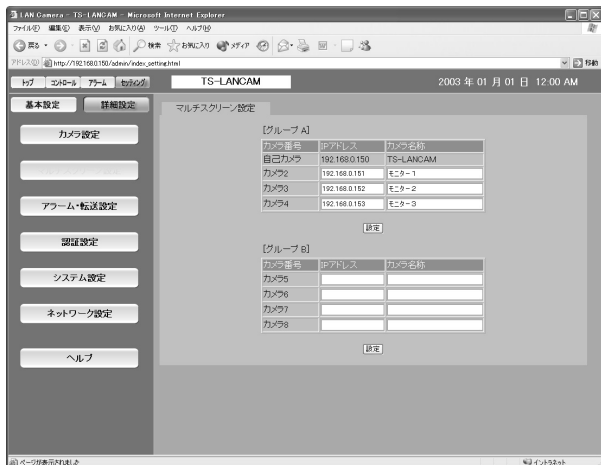 LAN Camera - TS-LANCAM - Microsoft Internet Explorer
ファイル(F) 編集(E) 表示(V) お気に入り(A) ツール(T) ヘルプ(H)
戻る 検索 お気に入り メディア
アドレス(D) http://192.168.0.150/admin/index_setting.html 移動
トップ コントロール アラーム セッティング TS-LANCAM 2003 年 01 月 01 日 12:00 AM
基本設定 詳細設定 マルチスクリーン設定
カメラ設定
アラーム・転送設定
認証設定
システム設定
ネットワーク設定
ヘルプ
[グループ A]
カメラ番号 IPアドレス カメラ名称
自己カメラ 192.168.0.150 TS-LANCAM
カメラ2 192.168.0.151 モニター1
カメラ3 192.168.0.152 モニター2
カメラ4 192.168.0.153 モニター3
設定
[グループ B]
カメラ番号 IPアドレス カメラ名称
カメラ5
カメラ6
カメラ7
カメラ8
設定
ページが表示されました イントラネット